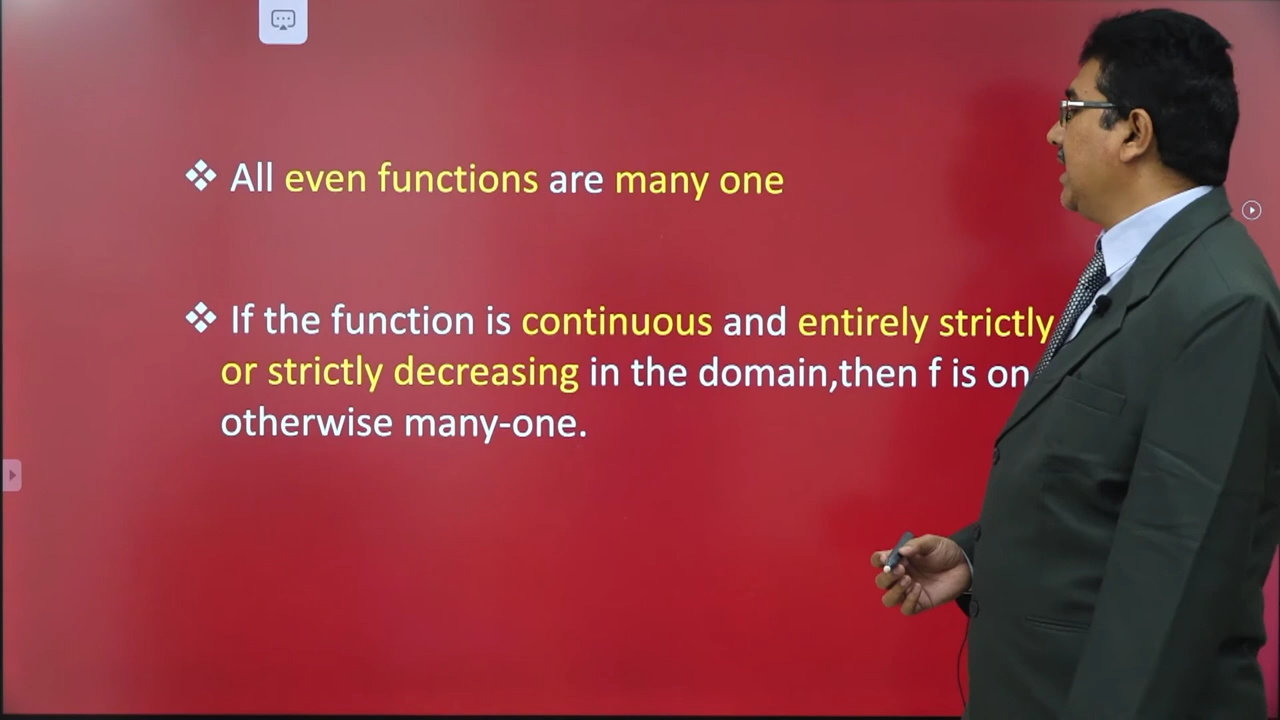 ❖ All even functions are many one
❖ If the function is continuous and entirely strictly
or strictly decreasing in the domain,then f is on
otherwise many-one.